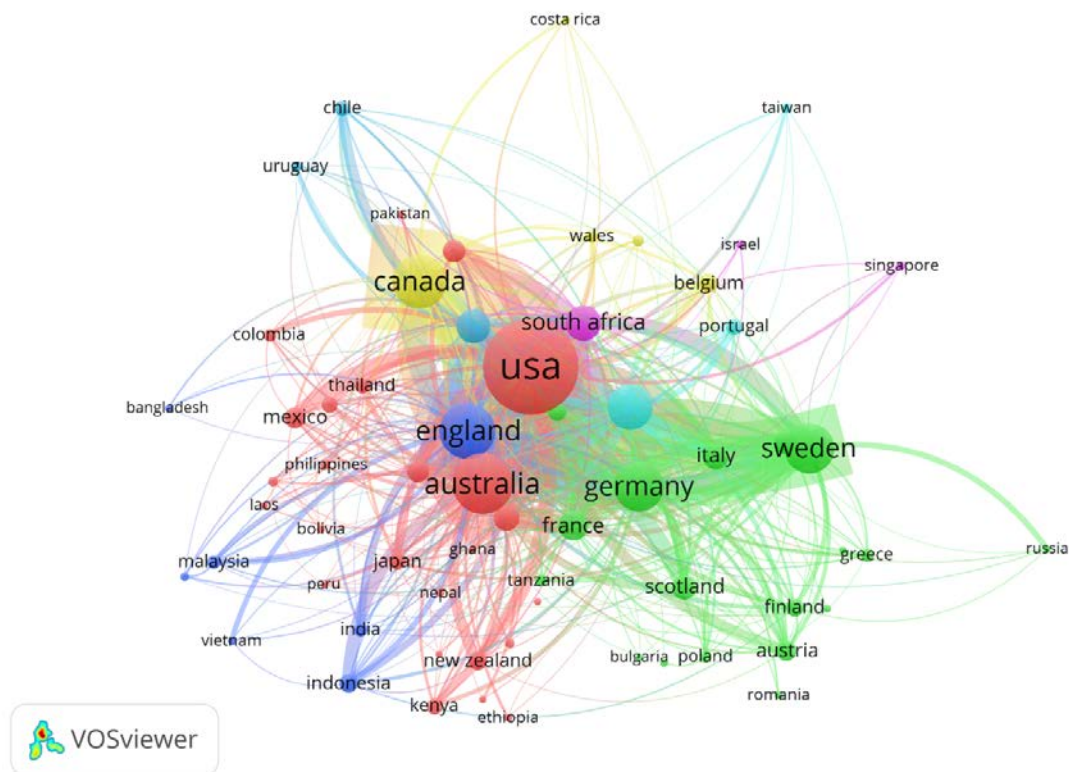 costa rica
chile
taiwan
uruguay
pakistan
wales
israel
singapore
canada
belgium
south africa
portugal
colombia
usa
thailand
bangladesh
mexico
england
sweden
italy
philippines
australia
germany
laos
bolivia
france
ghana
japan
malaysia
greece
russia
peru
nepal
tanzania
scotland
finland
vietnam
india
austria
new zealand
bulgaria
poland
indonesia
romania
kenya
ethiopia
VOSviewer